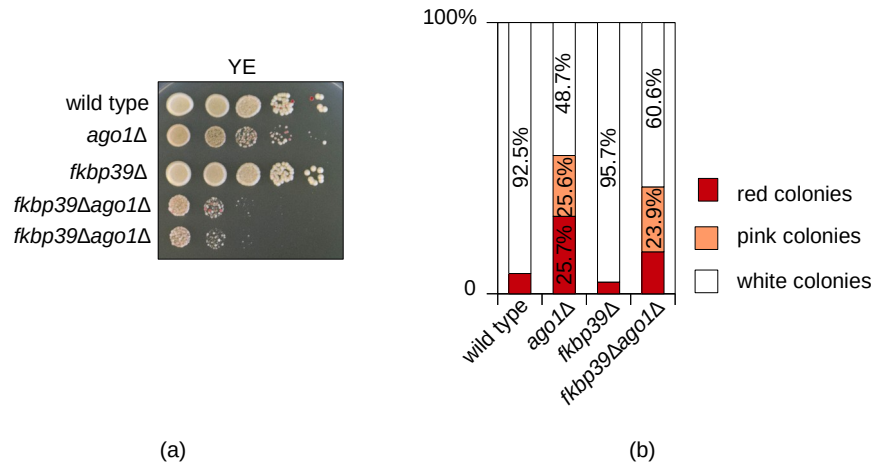 YE
wild type
ago1Δ
fkbp39Δ
fkbp39Δago1Δ
fkbp39Δago1Δ
(a)
100%
0
92.5%
48.7%
25.6%
25.7%
95.7%
60.6%
23.9%
wild type
ago1Δ
fkbp39Δ
fkbp39Δago1Δ
red colonies
pink colonies
white colonies
(b)